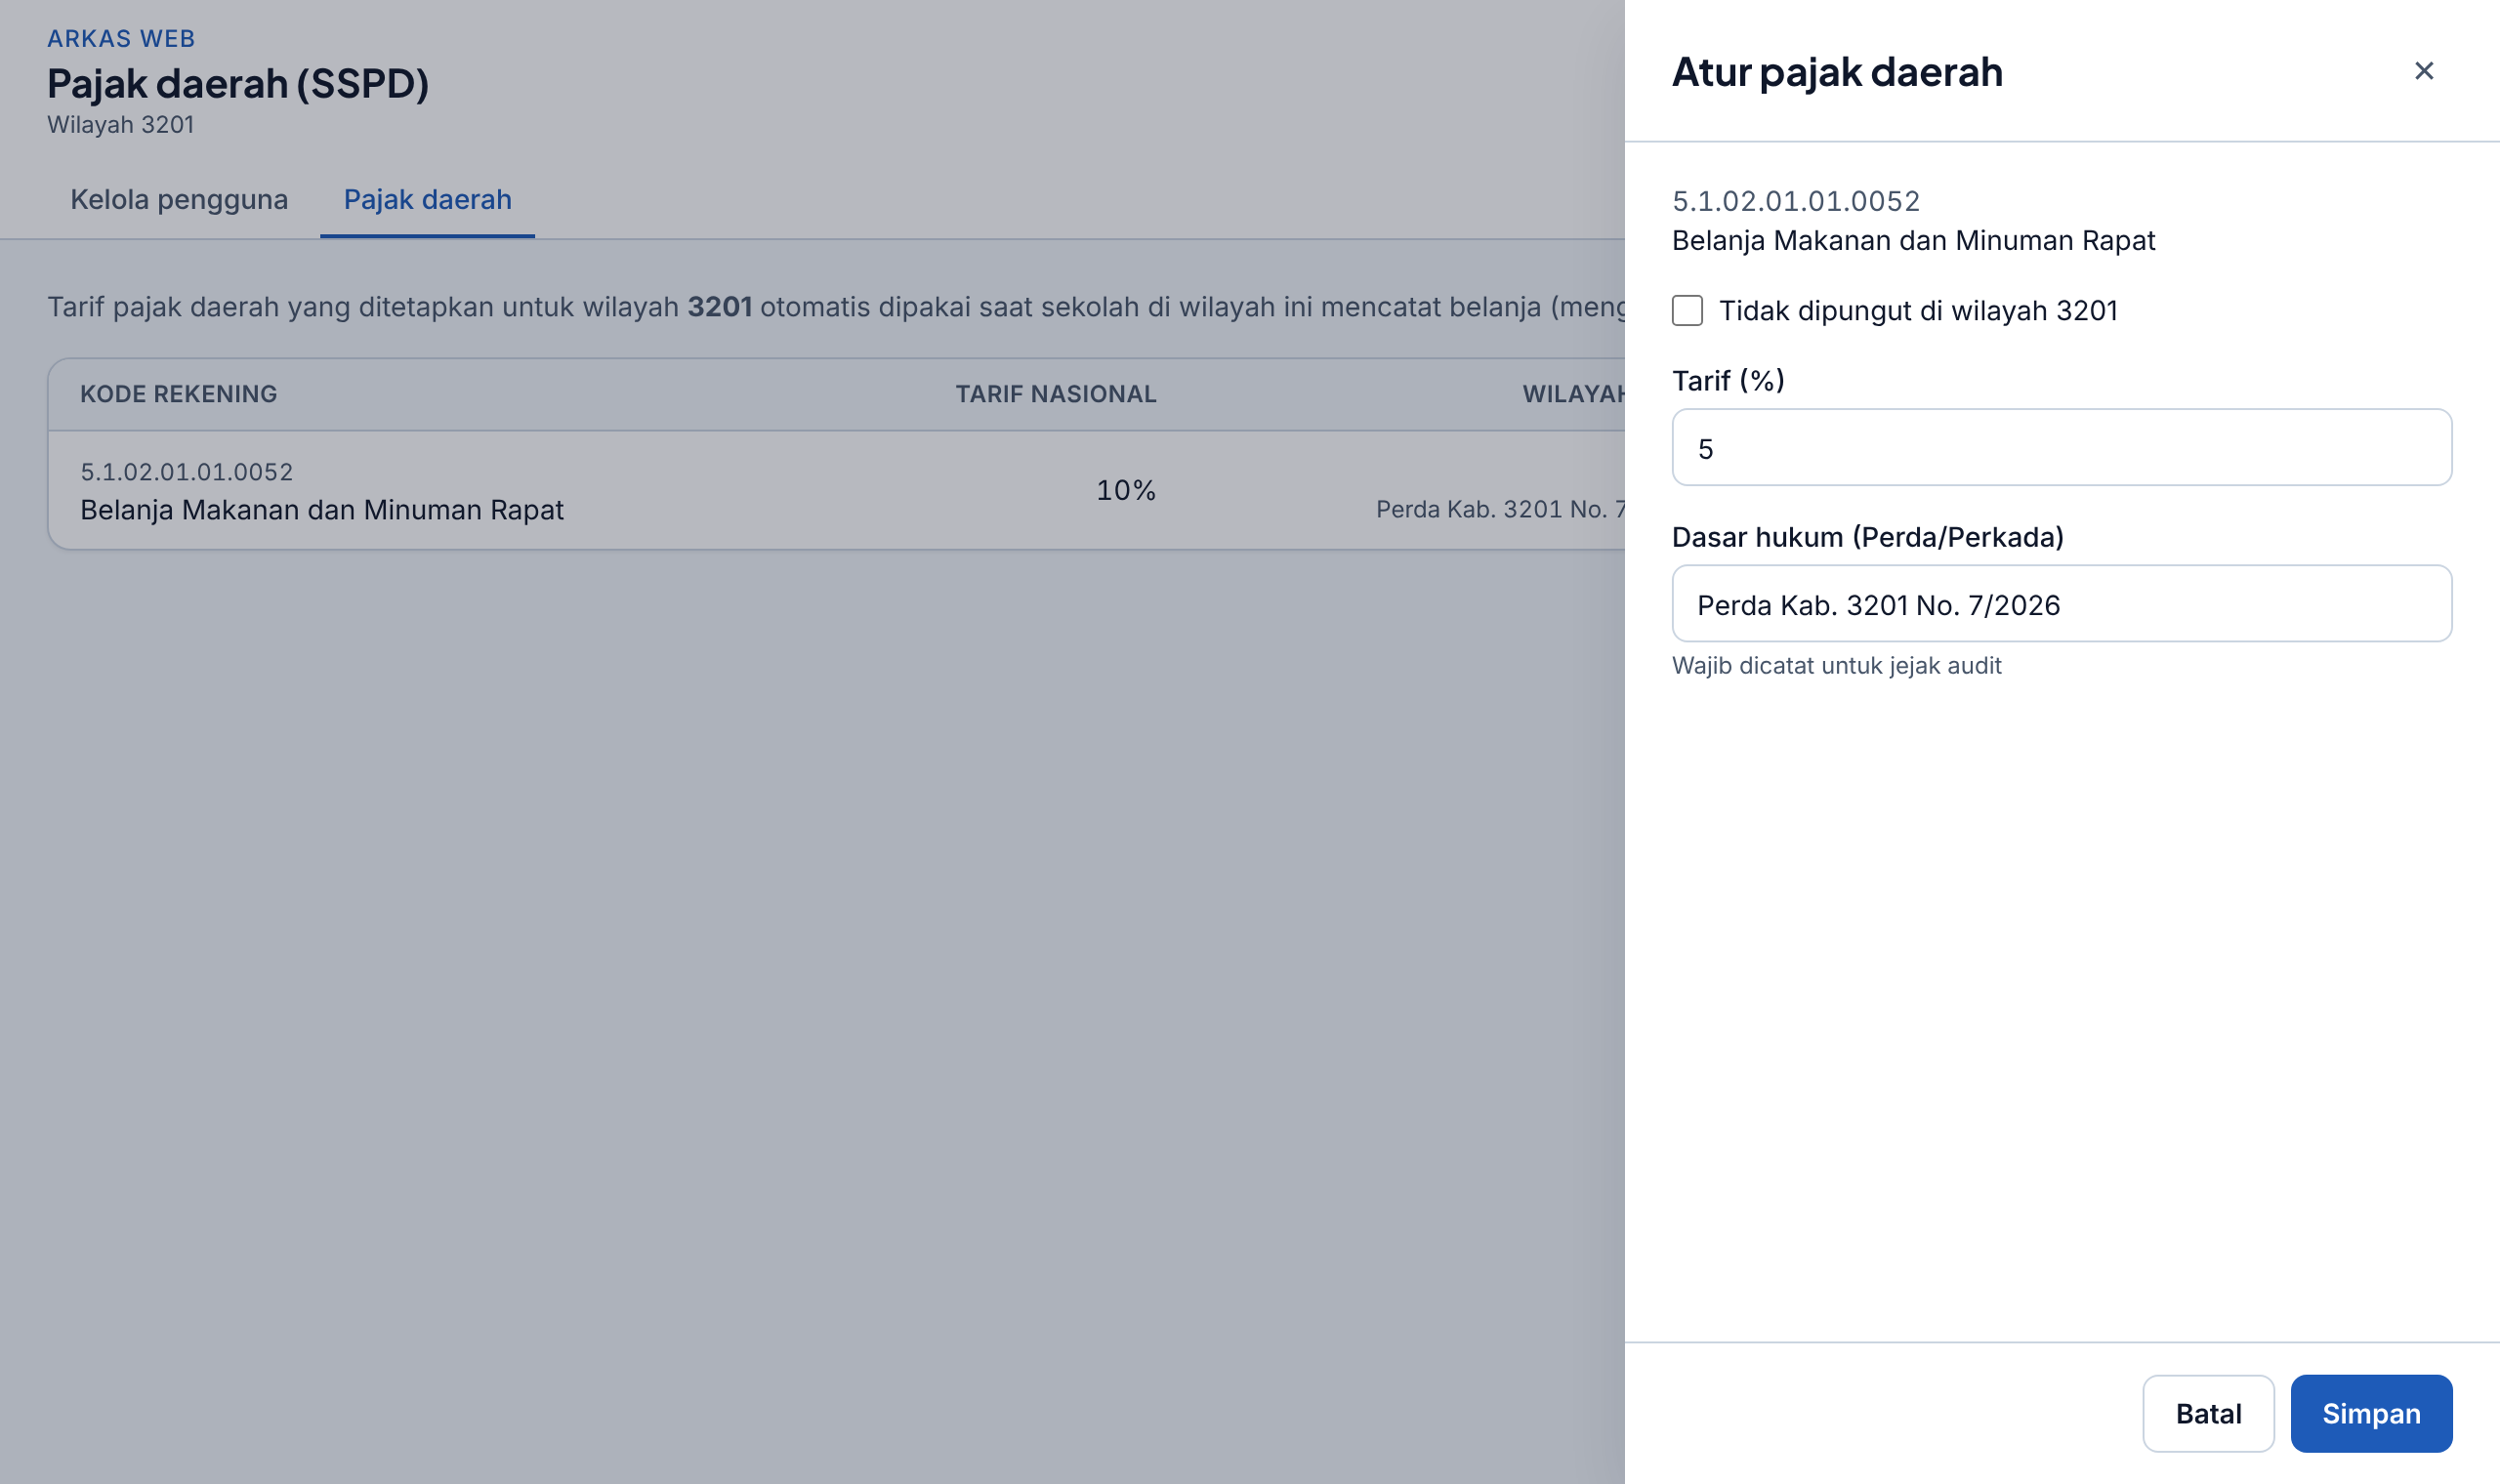 ARKAS WEB
Pajak daerah (SSPD)
Wilayah 3201
Kelola pengguna
Pajak daerah
Tarif pajak daerah yang ditetapkan untuk wilayah 3201 otomatis dipakai saat sekolah di wilayah ini mencatat belanja
KODE REKENING
TARIF NASIONAL
WILAYAH
5.1.02.01.01.0052
Belanja Makanan dan Minuman Rapat
10%
Perda Kab. 3201 No. 7
Atur pajak daerah
5.1.02.01.01.0052
Belanja Makanan dan Minuman Rapat
Tidak dipungut di wilayah 3201
Tarif (%)
5
Dasar hukum (Perda/Perkada)
Perda Kab. 3201 No. 7/2026
Wajib dicatat untuk jejak audit
Batal
Simpan